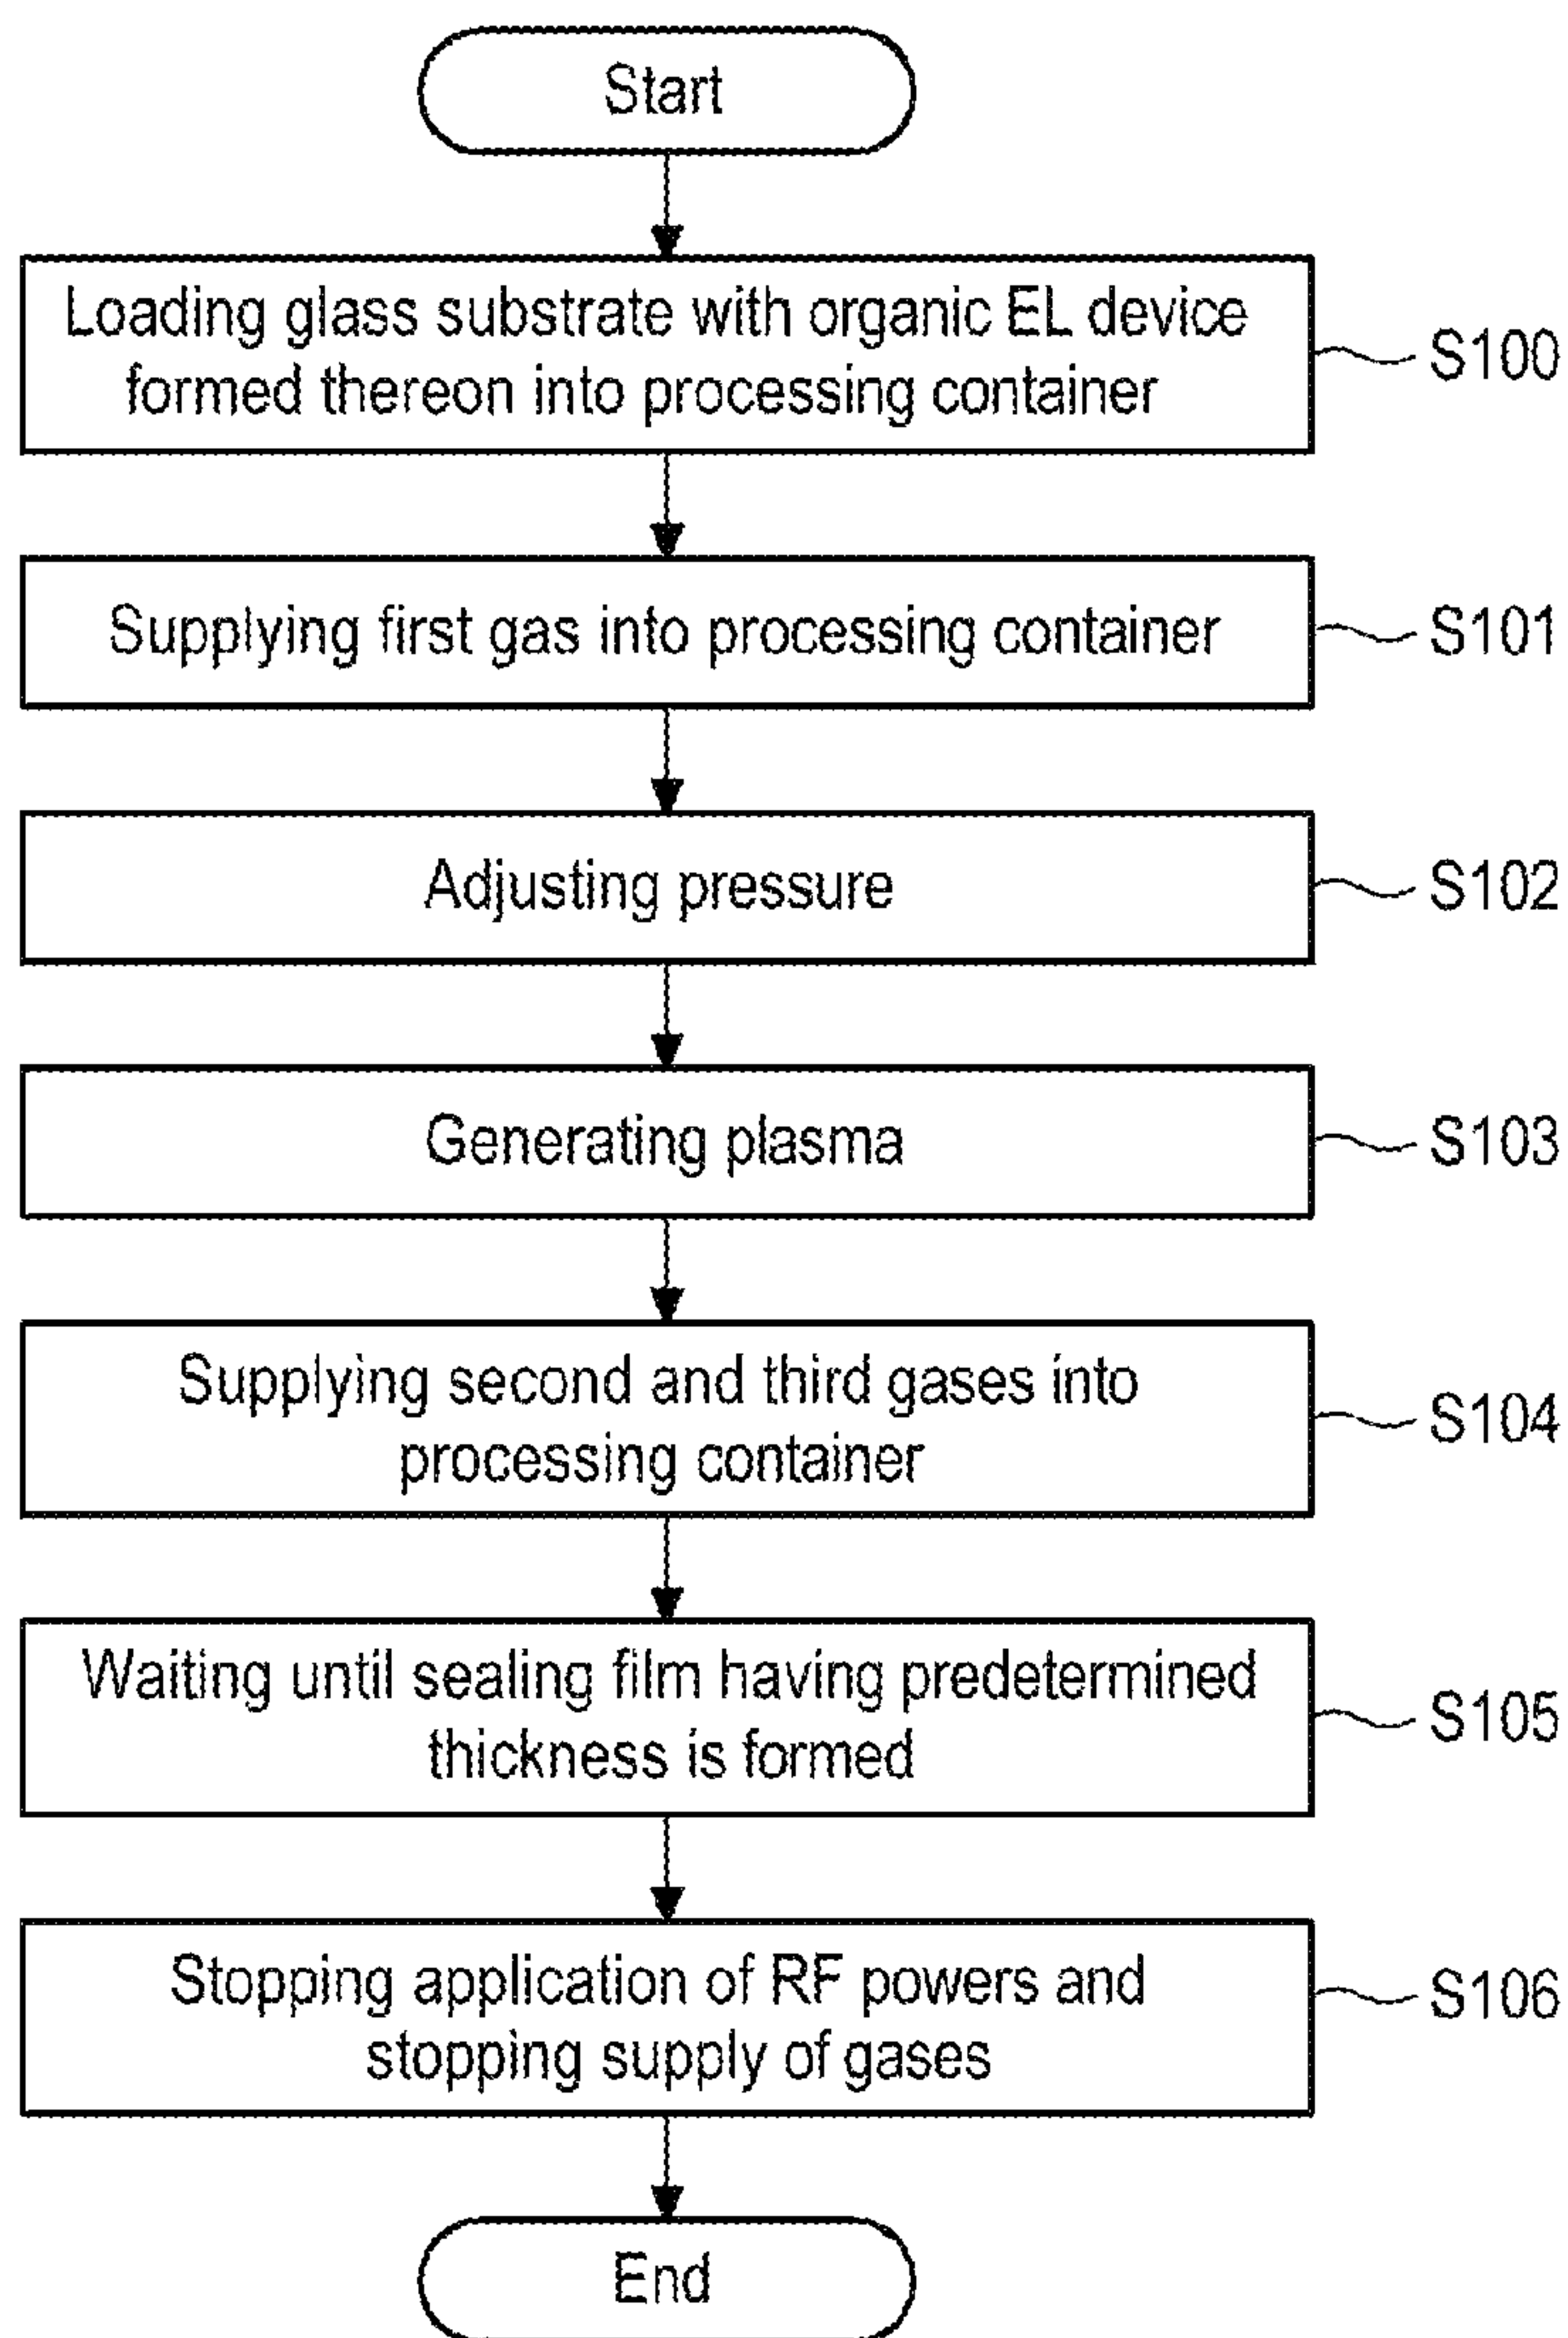 Start
Loading glass substrate with organic EL device
formed thereon into processing container
S100
Supplying first gas into processing container
S101
Adjusting pressure
S102
Generating plasma
S103
Supplying second and third gases into
processing container
S104
Waiting until sealing film having predetermined
thickness is formed
S105
Stopping application of RF powers and
stopping supply of gases
S106
End